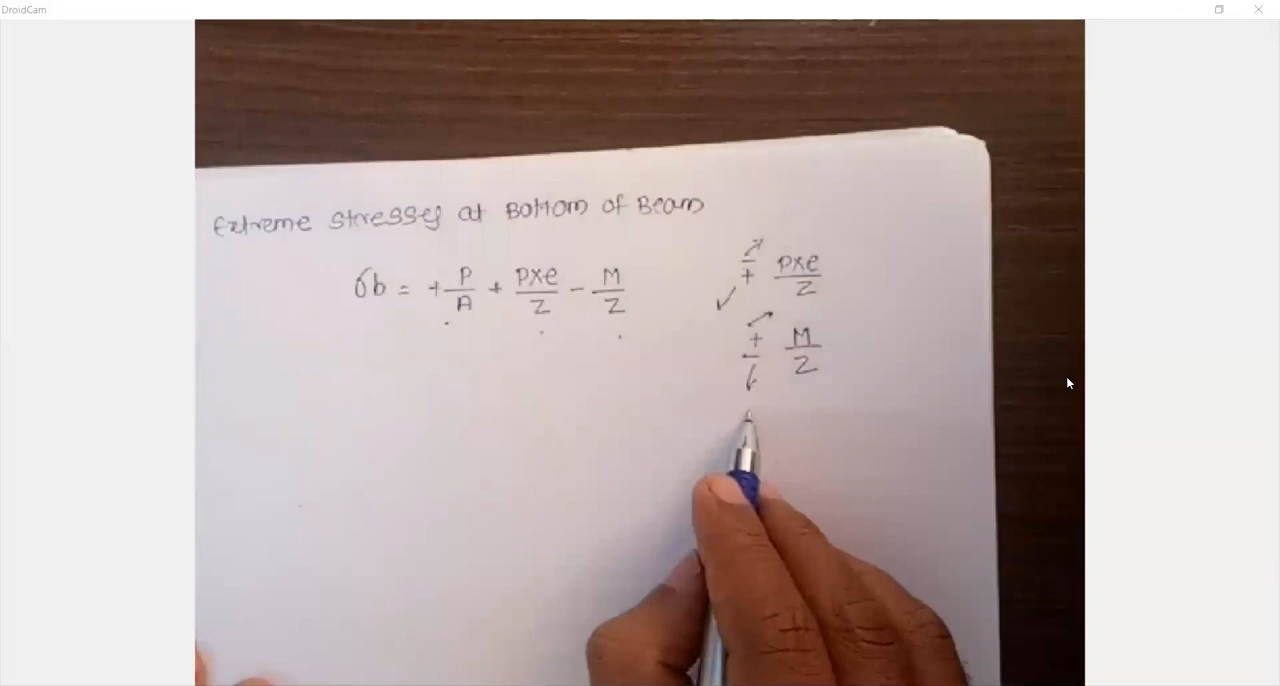 DroidCam
Extreme stresses at Bottom of Beam
σb = + P/A + P×e/Z - M/Z
∓ P×e/Z
✓
± M/Z